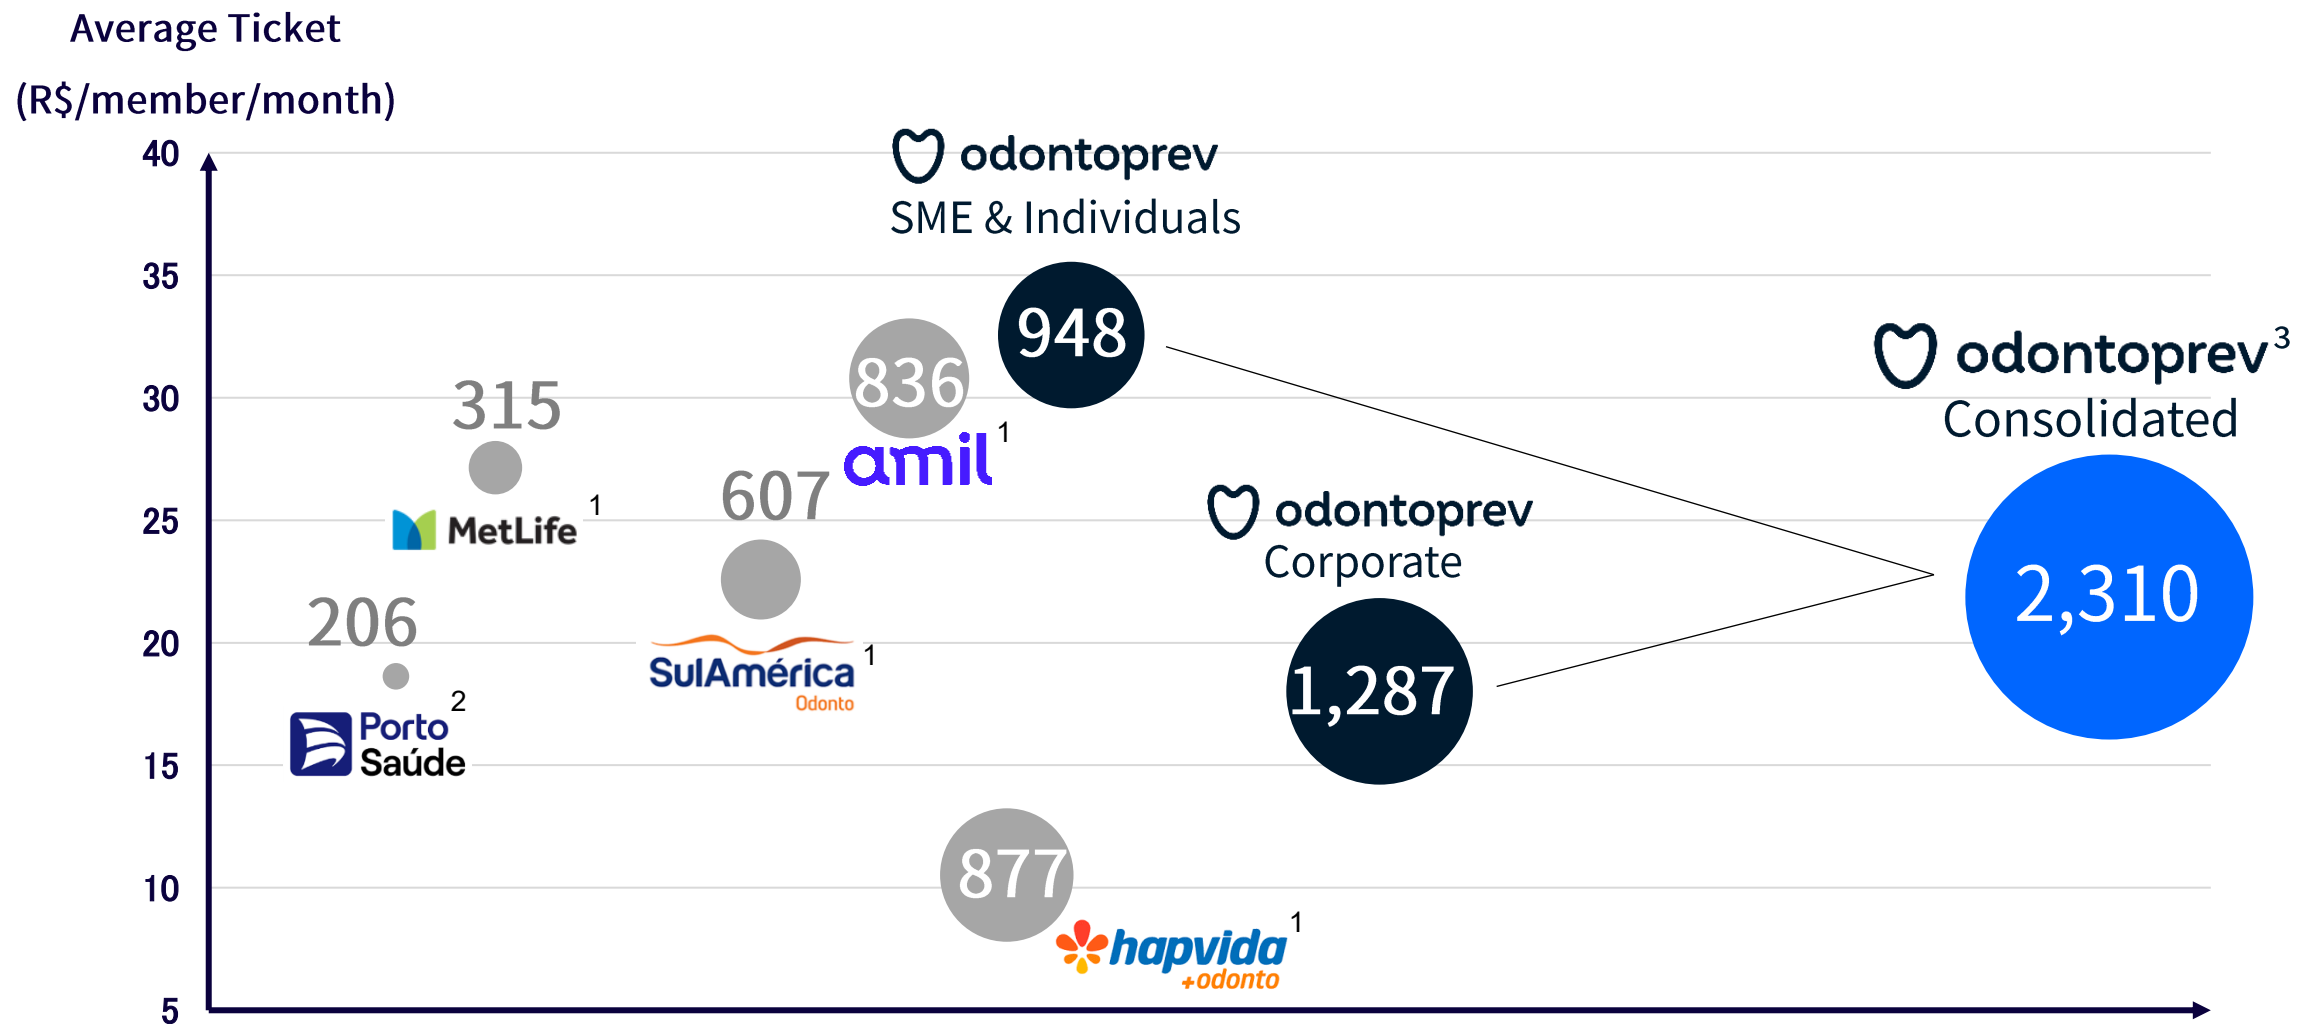 Average Ticket
(R$/member/month)
40
odontoprev
SME & Individuals
35
948
836
odontoprev3
Consolidated
30
315
amil1
607
odontoprev
Corporate
25
MetLife1
2,310
206
20
SulAmérica1
Odonto
1,287
2
Porto
Saúde
15
877
10
hapvida1
+odonto
5